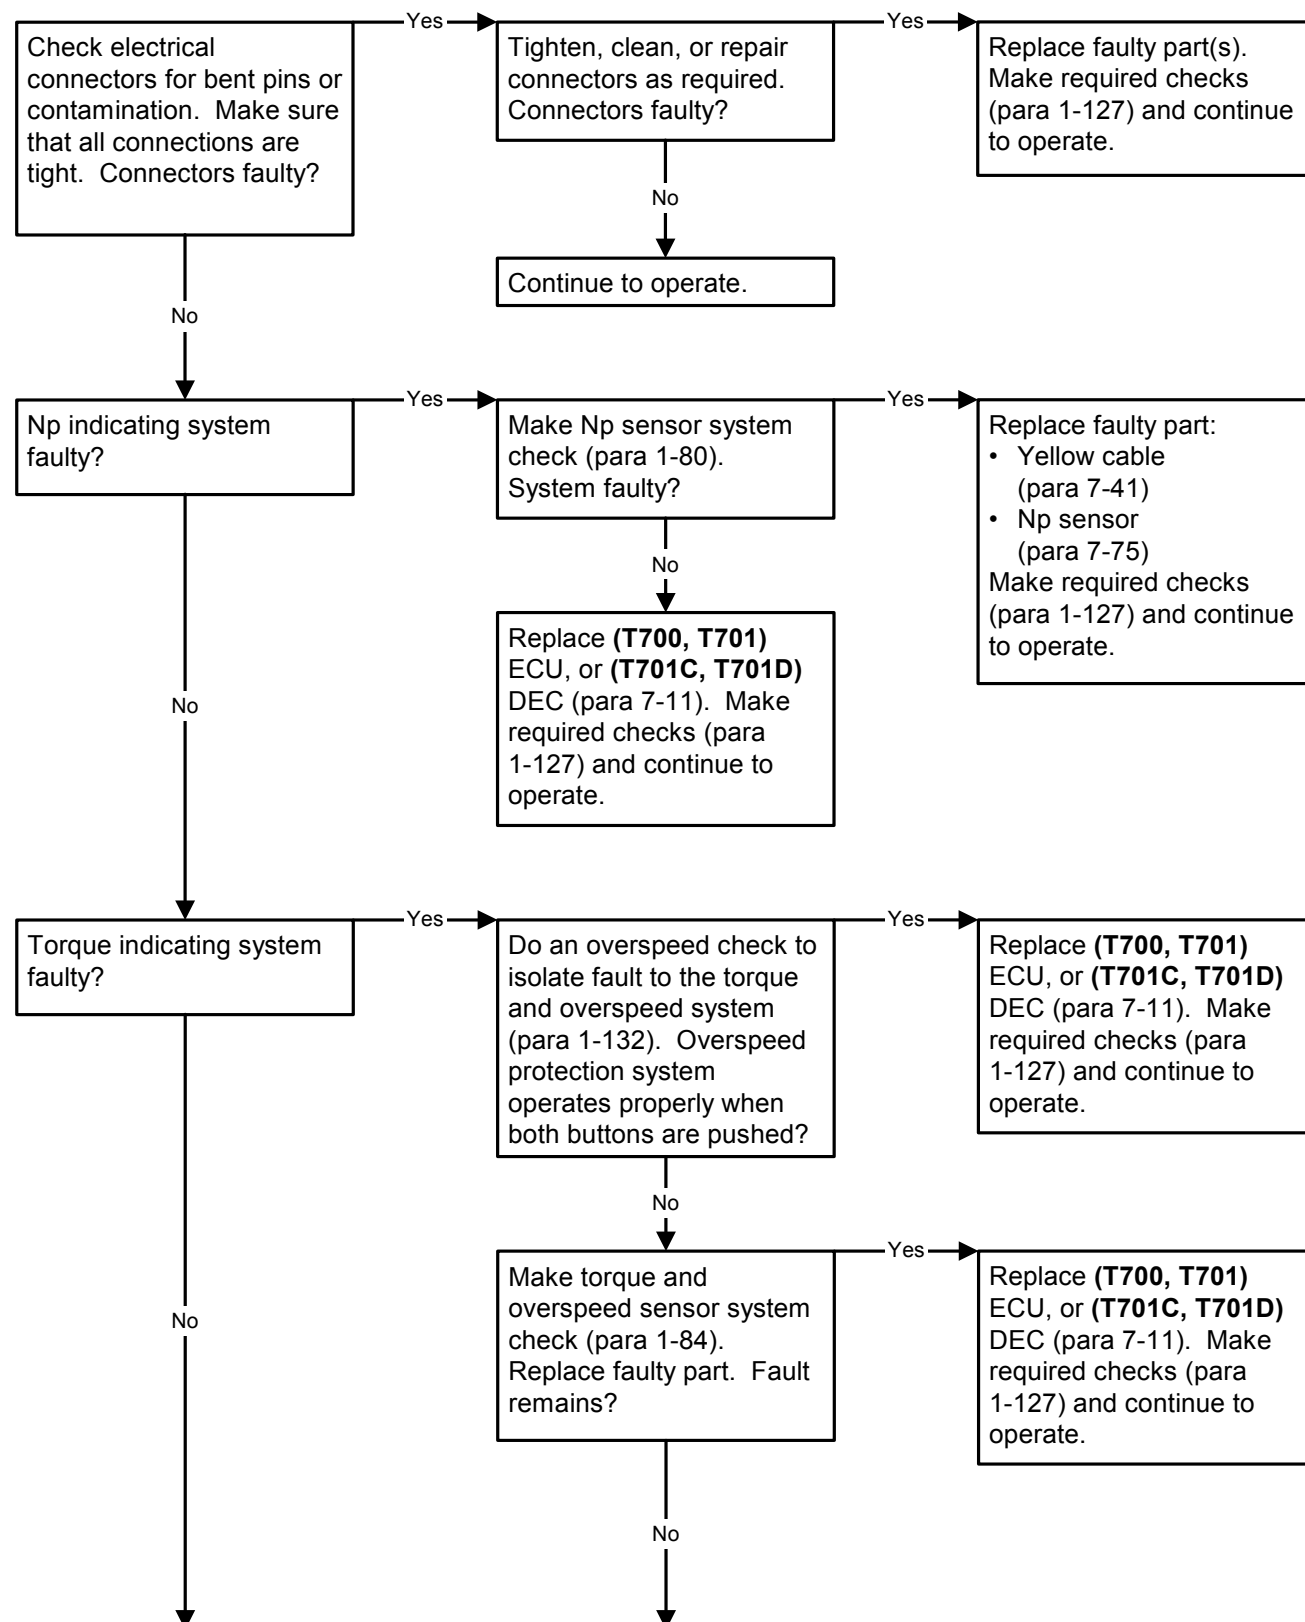 Check electrical
connectors for bent pins or
contamination.  Make sure
that all connections are
tight.  Connectors faulty?
Yes
Tighten, clean, or repair
connectors as required.
Connectors faulty?
Yes
Replace faulty part(s).
Make required checks
(para 1-127) and continue
to operate.
No
Continue to operate.
No
Np indicating system
faulty?
Yes
Make Np sensor system
check (para 1-80).
System faulty?
Yes
Replace faulty part:
• Yellow cable
(para 7-41)
• Np sensor
(para 7-75)
Make required checks
(para 1-127) and continue
to operate.
No
Replace (T700, T701)
ECU, or (T701C, T701D)
DEC (para 7-11).  Make
required checks (para
1-127) and continue to
operate.
No
Torque indicating system
faulty?
Yes
Do an overspeed check to
isolate fault to the torque
and overspeed system
(para 1-132).  Overspeed
protection system
operates properly when
both buttons are pushed?
Yes
Replace (T700, T701)
ECU, or (T701C, T701D)
DEC (para 7-11).  Make
required checks (para
1-127) and continue to
operate.
No
Make torque and
overspeed sensor system
check (para 1-84).
Replace faulty part.  Fault
remains?
Yes
Replace (T700, T701)
ECU, or (T701C, T701D)
DEC (para 7-11).  Make
required checks (para
1-127) and continue to
operate.
No
No